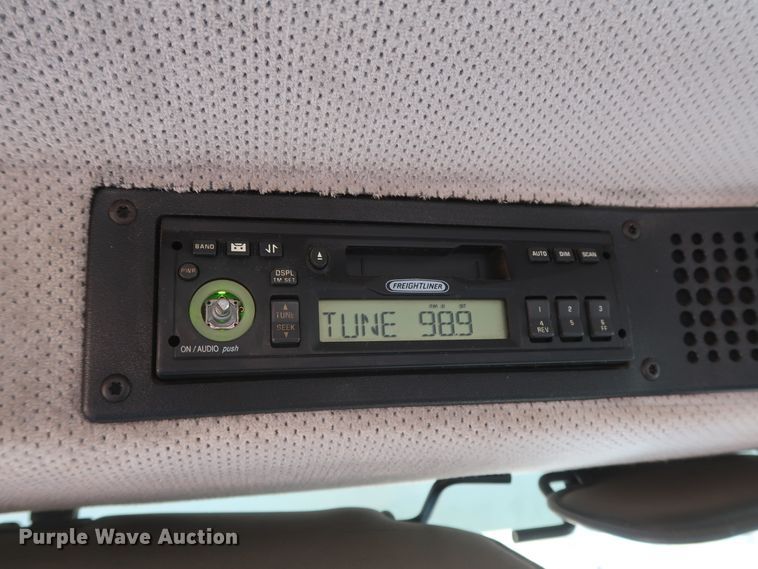 BAND
AUTO DIM SCAN
PWR
DSPL
TM SET
FREIGHTLINER
TUNE
SEEK
TUNE 98.9
1 2 3
4 5 6
REV FF
ON / AUDIO push
Purple Wave Auction